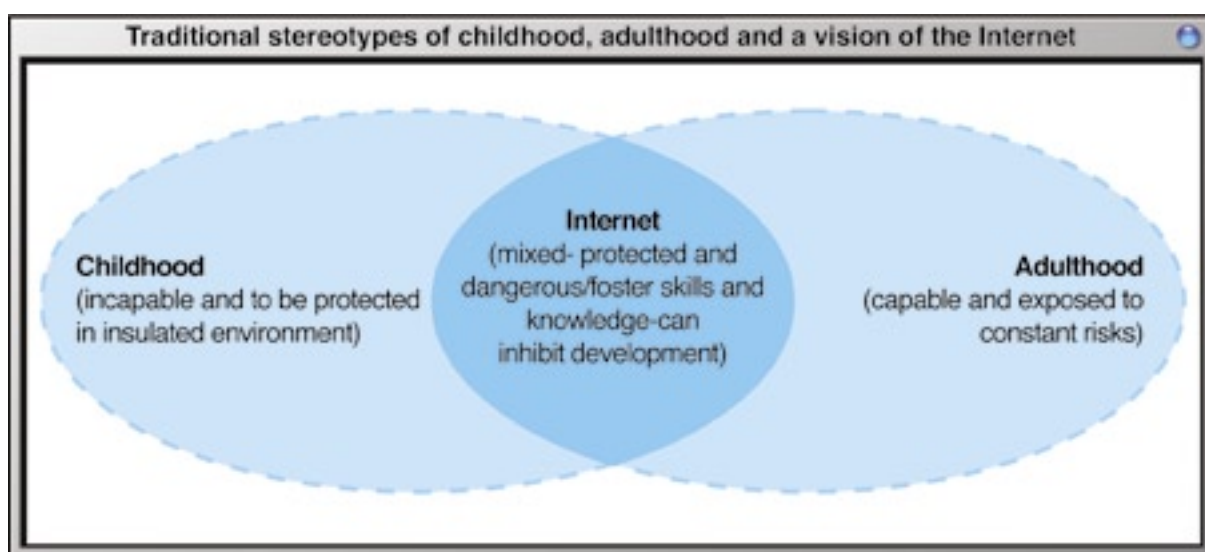 Traditional stereotypes of childhood, adulthood and a vision of the Internet
Childhood
(incapable and to be protected
in insulated environment)
Internet
(mixed- protected and
dangerous/foster skills and
knowledge-can
inhibit development)
Adulthood
(capable and exposed to
constant risks)